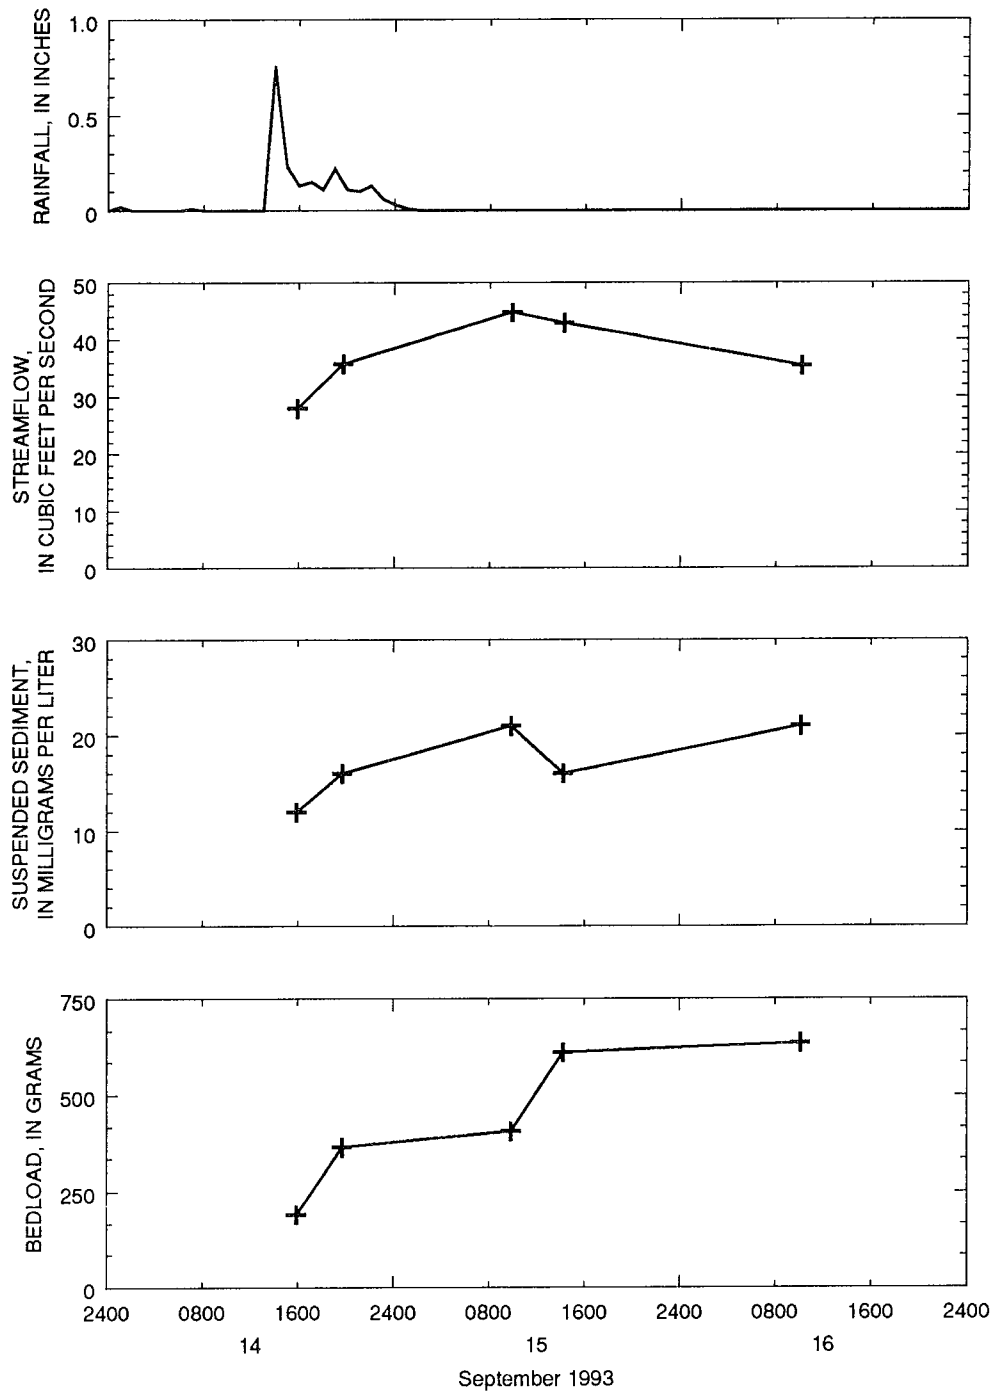 RAINFALL, IN INCHES
1.0
0.5
0
STREAMFLOW,
IN CUBIC FEET PER SECOND
50
40
30
20
10
0
SUSPENDED SEDIMENT,
IN MILLIGRAMS PER LITER
30
20
10
0
BEDLOAD, IN GRAMS
750
500
250
0
2400 0800 1600 2400 0800 1600 2400 0800 1600 2400
14 15 16
September 1993